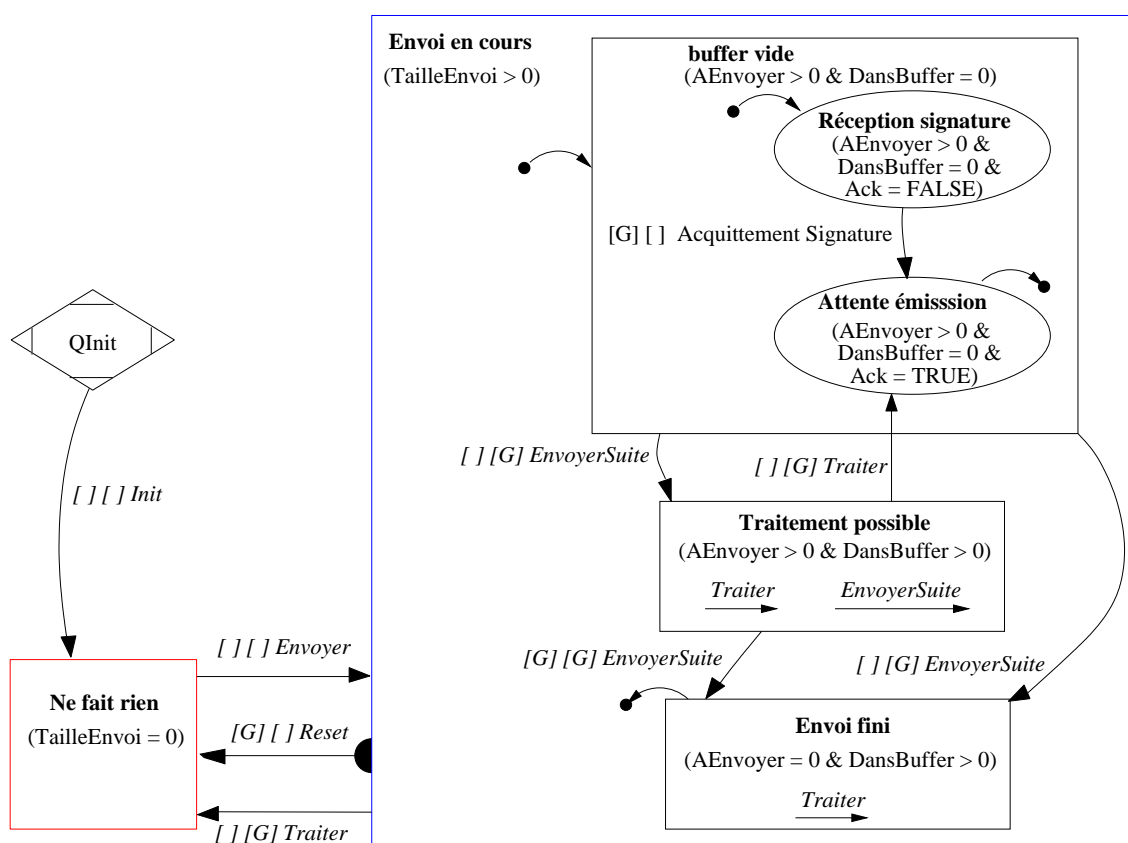 Envoi en cours
(TailleEnvoi > 0)
buffer vide
(AEnvoyer > 0 & DansBuffer = 0)
Réception signature
(AEnvoyer > 0 &
DansBuffer = 0 &
Ack = FALSE)
[G] [ ] Acquittement Signature
Attente émisssion
(AEnvoyer > 0 &
DansBuffer = 0 &
Ack = TRUE)
QInit
[ ] [ ] Init
[ ] [G] EnvoyerSuite
[ ] [G] Traiter
Traitement possible
(AEnvoyer > 0 & DansBuffer > 0)
Traiter
EnvoyerSuite
[ ] [ ] Envoyer
[G] [G] EnvoyerSuite
[ ] [G] EnvoyerSuite
Ne fait rien
(TailleEnvoi = 0)
[G] [ ] Reset
Envoi fini
(AEnvoyer = 0 & DansBuffer > 0)
Traiter
[ ] [G] Traiter